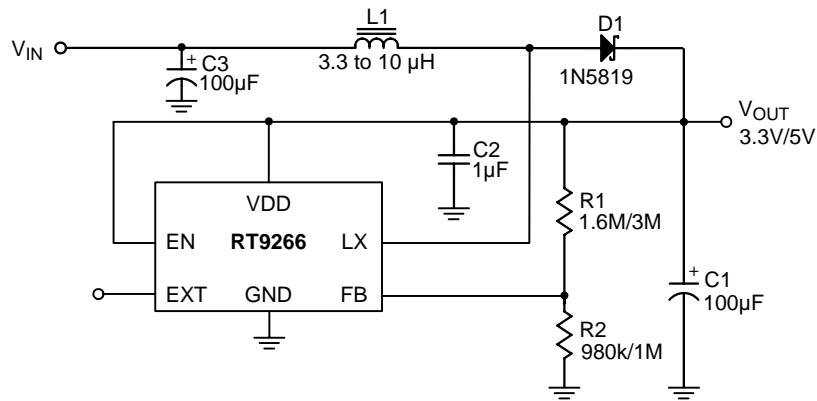 L1
D1
VIN
+
C3
100µF
3.3 to 10 µH
1N5819
VOUT
3.3V/5V
C2
1µF
VDD
R1
1.6M/3M
EN
RT9266
LX
+
C1
100µF
EXT
GND
FB
R2
980k/1M